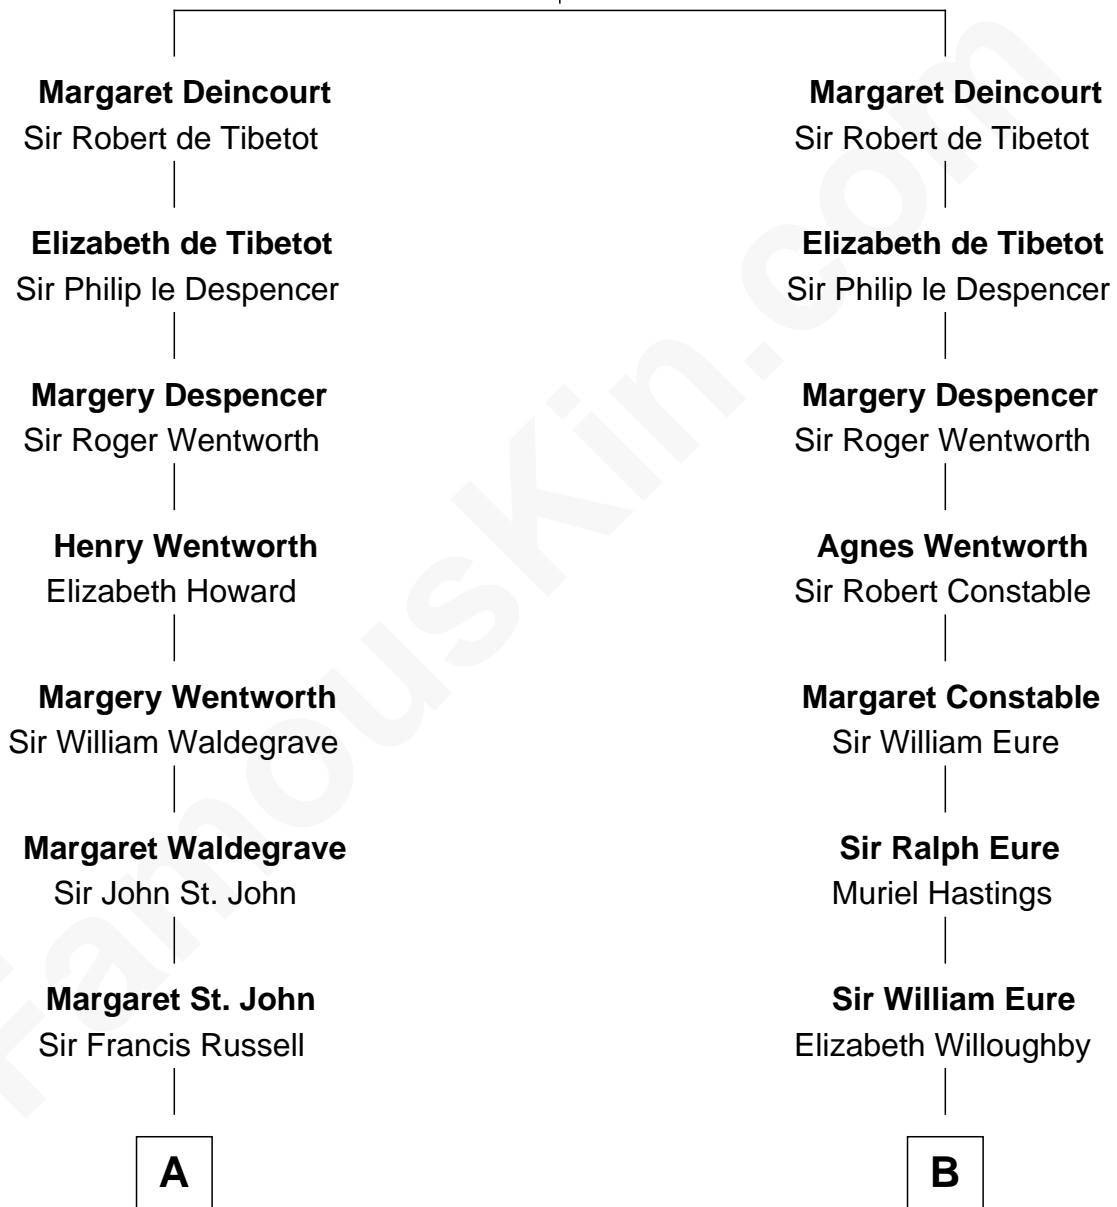 Margaret Deincourt
Sir Robert de Tibetot
Elizabeth de Tibetot
Sir Philip le Despencer
Margery Despencer
Sir Roger Wentworth
Henry Wentworth
Elizabeth Howard
Margery Wentworth
Sir William Waldegrave
Margaret Waldegrave
Sir John St. John
Margaret St. John
Sir Francis Russell
A
Margaret Deincourt
Sir Robert de Tibetot
Elizabeth de Tibetot
Sir Philip le Despencer
Margery Despencer
Sir Roger Wentworth
Agnes Wentworth
Sir Robert Constable
Margaret Constable
Sir William Eure
Sir Ralph Eure
Muriel Hastings
Sir William Eure
Elizabeth Willoughby
B
FamousKin.com